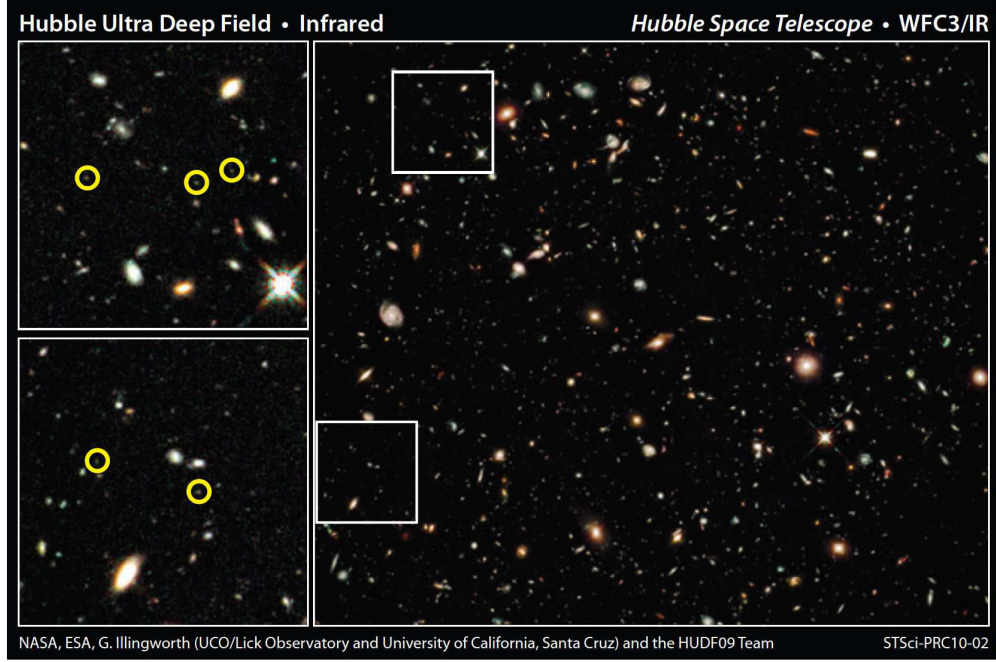 Hubble Ultra Deep Field • Infrared
Hubble Space Telescope • WFC3/IR
NASA, ESA, G. Illingworth (UCO/Lick Observatory and University of California, Santa Cruz) and the HUDF09 Team
STSci-PRC10-02